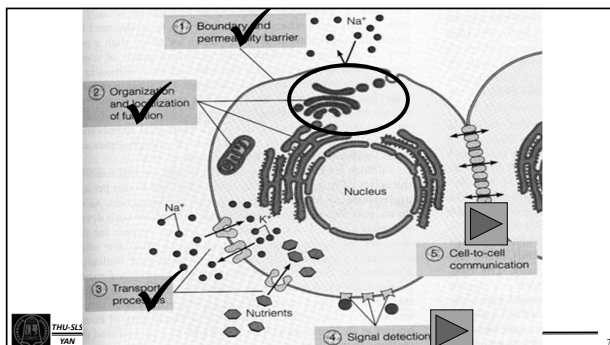 ① Boundary and
permeability barrier
Na⁺
② Organization
and localization
of function
Nucleus
Na⁺
K⁺
⑤ Cell-to-cell
communication
③ Transport
processes
Nutrients
④ Signal detection
THU-SLS
YAN
7